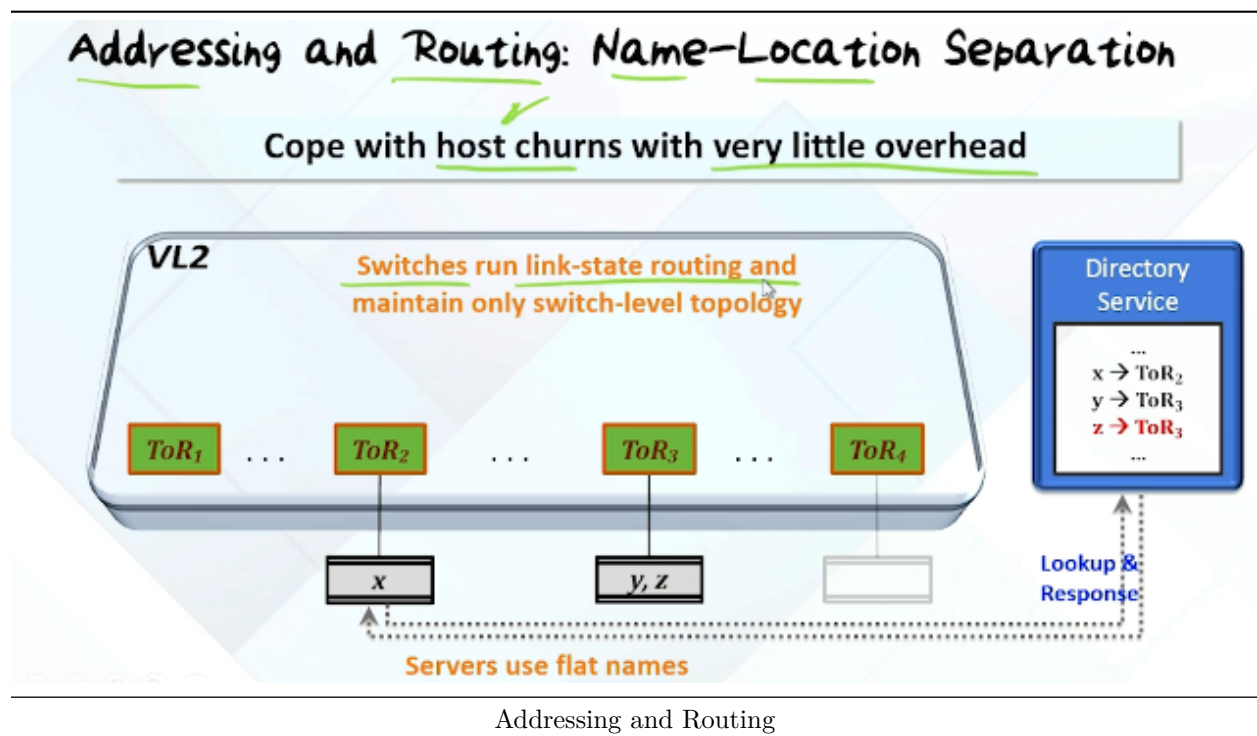 Addressing and Routing: Name-Location Separation
Cope with host churns with very little overhead
VL2
Switches run link-state routing and
maintain only switch-level topology
Directory
Service
...
x → ToR₂
y → ToR₃
z → ToR₃
...
ToR₁ ... ToR₂ ... ToR₃ ... ToR₄
x
y, z
Lookup &
Response
Servers use flat names
Addressing and Routing